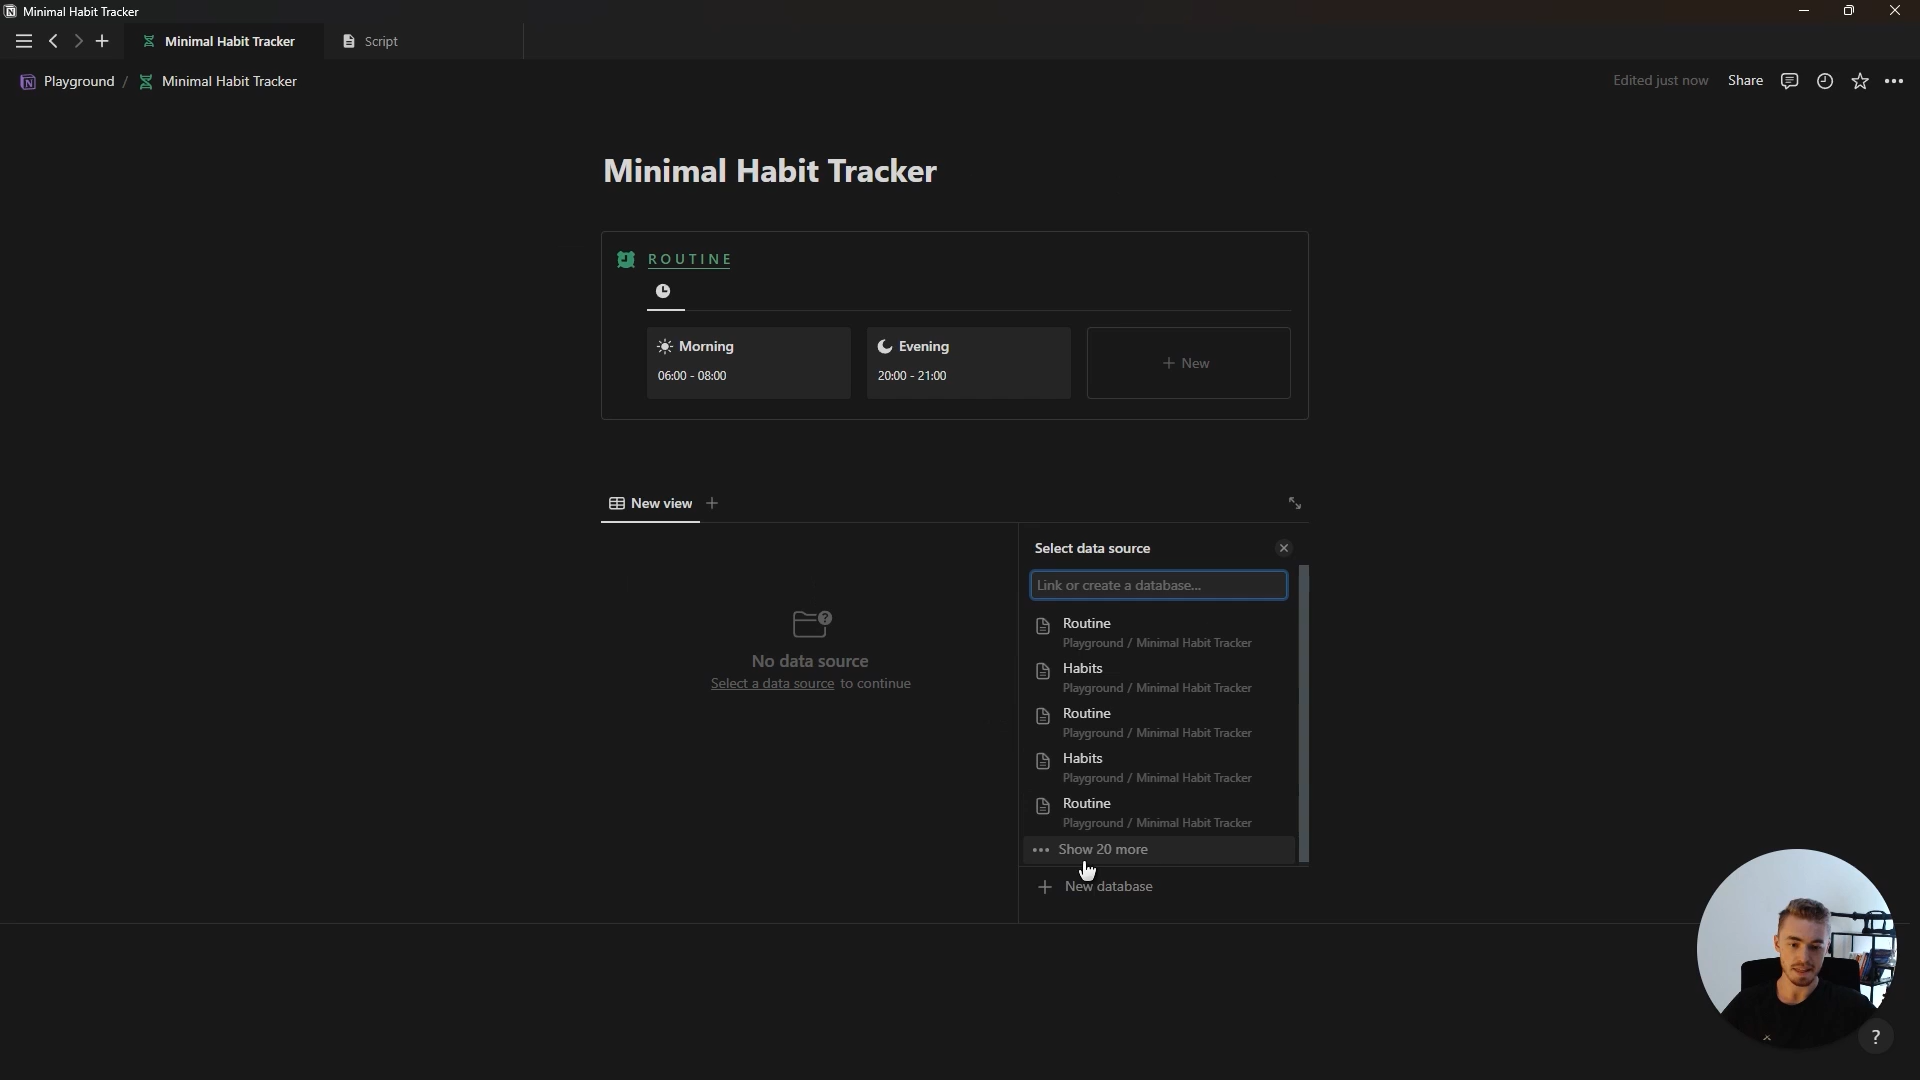 Minimal Habit Tracker
Minimal Habit Tracker
Script
Playground / Minimal Habit Tracker
Edited just now
Share
Minimal Habit Tracker
ROUTINE
Morning
06:00 - 08:00
Evening
20:00 - 21:00
+ New
New view +
Select data source
Link or create a database...
Routine
Playground / Minimal Habit Tracker
Habits
Playground / Minimal Habit Tracker
Routine
Playground / Minimal Habit Tracker
Habits
Playground / Minimal Habit Tracker
Routine
Playground / Minimal Habit Tracker
Show 20 more
+ New database
No data source
Select a data source to continue
?